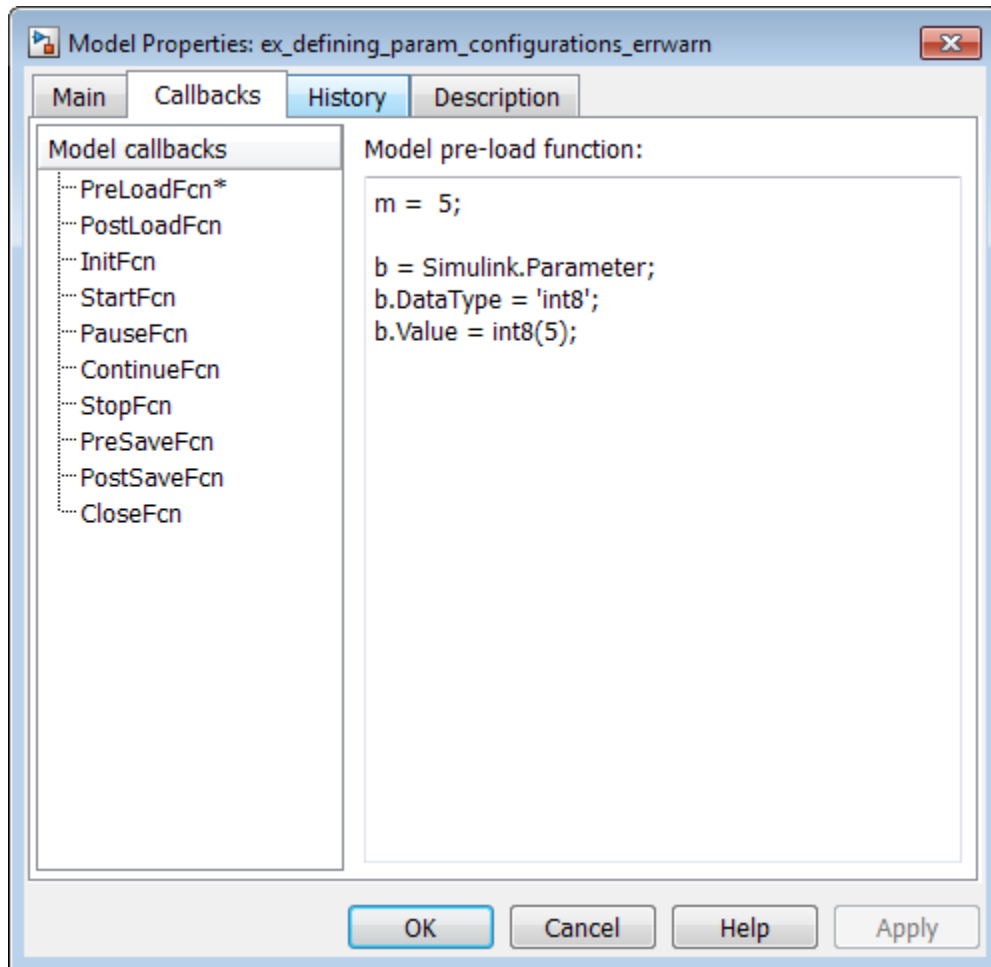 Model Properties: ex_defining_param_configurations_errwarn
Main Callbacks History Description
Model callbacks
PreLoadFcn*
PostLoadFcn
InitFcn
StartFcn
PauseFcn
ContinueFcn
StopFcn
PreSaveFcn
PostSaveFcn
CloseFcn
Model pre-load function:
m =  5;
b = Simulink.Parameter;
b.DataType = 'int8';
b.Value = int8(5);
OK Cancel Help Apply